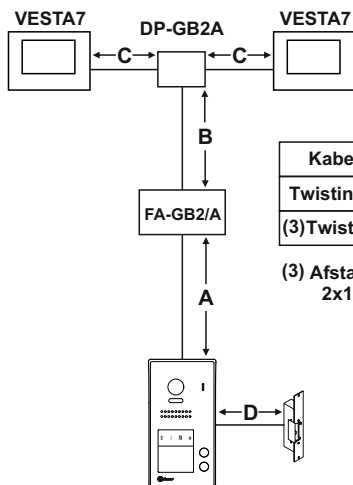 VESTA7 DP-GB2A VESTA7
C C
B
Kabe
FA-GB2/A Twistin
(3)Twist
A
(3) Afsta
2x1
D